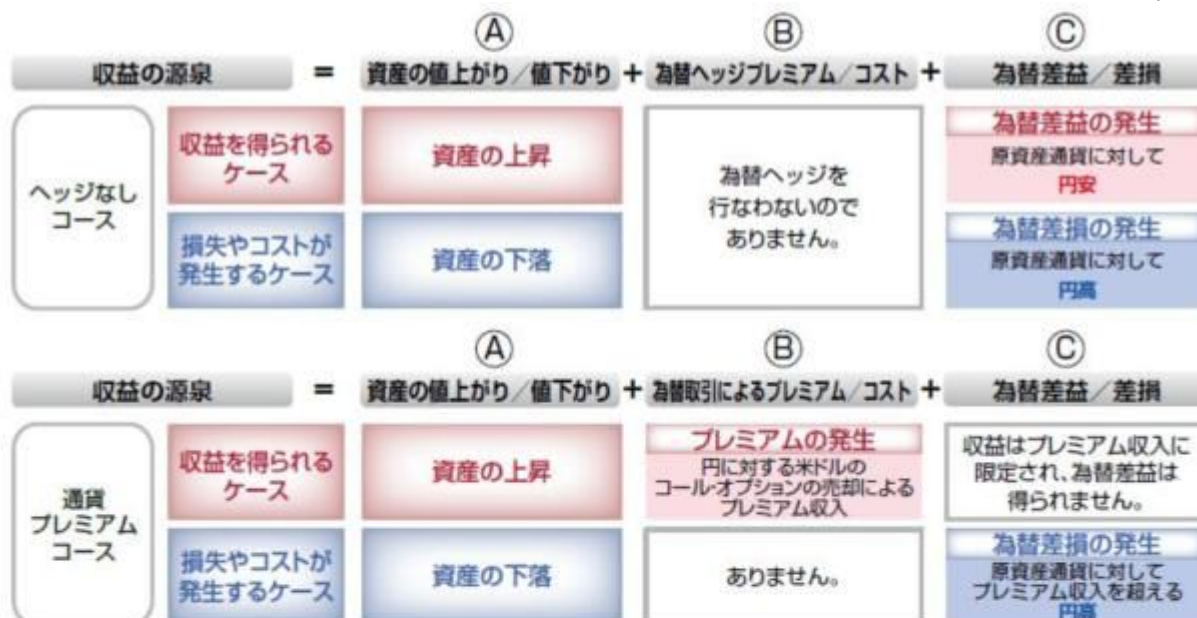 Ⓐ Ⓑ Ⓒ
収益の源泉 = 資産の値上がり／値下がり + 為替ヘッジプレミアム／コスト + 為替差益／差損
ヘッジなし
コース
収益を得られる
ケース
資産の上昇
為替ヘッジを
行なわないので
ありません。
為替差益の発生
原資産通貨に対して
円安
損失やコストが
発生するケース
資産の下落
為替差損の発生
原資産通貨に対して
円高
Ⓐ Ⓑ Ⓒ
収益の源泉 = 資産の値上がり／値下がり + 為替取引によるプレミアム／コスト + 為替差益／差損
通貨
プレミアム
コース
収益を得られる
ケース
資産の上昇
プレミアムの発生
円に対する米ドルの
コール・オプションの売却による
プレミアム収入
収益はプレミアム収入に
限定され、為替差益は
得られません。
損失やコストが
発生するケース
資産の下落
ありません。
為替差損の発生
原資産通貨に対して
プレミアム収入を超える
円高